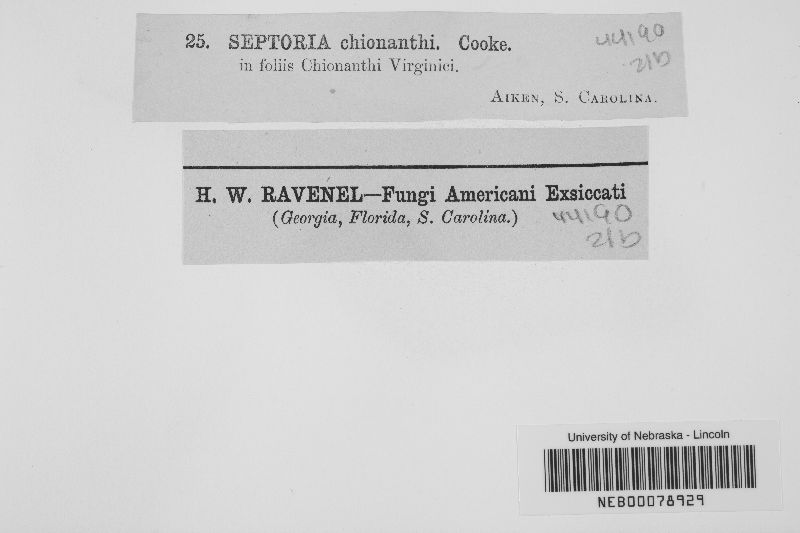 25. SEPTORIA chionanthi. Cooke.
44190
21b
in foliis Chionanthi Virginici.
AIKEN, S. CAROLINA.
H. W. RAVENEL—Fungi Americani Exsiccati
(Georgia, Florida, S. Carolina.)
44190
21b
University of Nebraska - Lincoln
NEB00078929